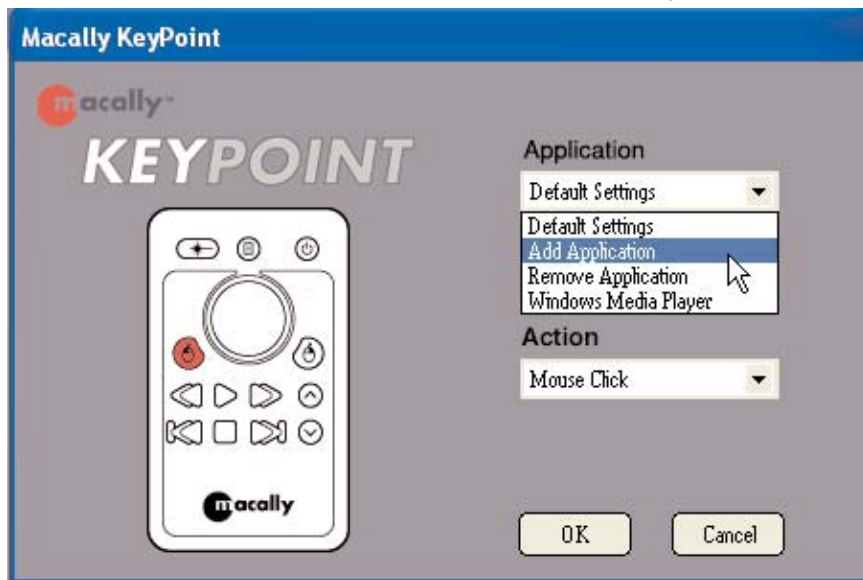 Macally KeyPoint
macally™
KEYPOINT
Application
Default Settings
Default Settings
Add Application
Remove Application
Windows Media Player
Action
Mouse Click
macally
OK
Cancel